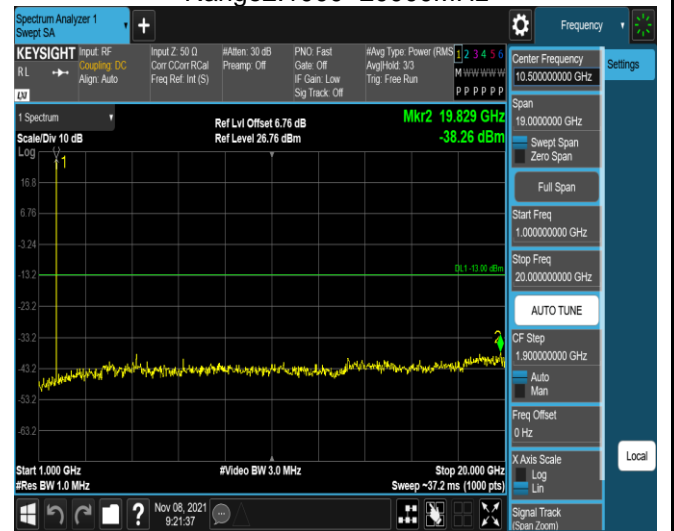 Spectrum Analyzer 1
Swept SA
Frequency
KEYSIGHT
Input: RF
Coupling: DC
Align: Auto
Input Z: 50 Ω
Corr CCorr RCal
Freq Ref: Int (S)
#Atten: 30 dB
Preamp: Off
PNO: Fast
Gate: Off
IF Gain: Low
Sig Track: Off
#Avg Type: Power (RMS
Avg|Hold: 3/3
Trig: Free Run
1 2 3 4 5 6
M W W W W W
P P P P P P
R L
LXI
1 Spectrum
Scale/Div 10 dB
Log
Ref Lvl Offset 6.76 dB
Ref Level 26.76 dBm
Mkr2 19.829 GHz
-38.26 dBm
1
16.8
6.76
-3.24
-13.2
DL1 -13.00 dBm
-23.2
-33.2
2
-43.2
-53.2
-63.2
Start 1.000 GHz
#Res BW 1.0 MHz
#Video BW 3.0 MHz
Stop 20.000 GHz
Sweep ~37.2 ms (1000 pts)
Nov 08, 2021
9:21:37
?
Center Frequency
10.500000000 GHz
Settings
Span
19.0000000 GHz
Swept Span
Zero Span
Full Span
Start Freq
1.000000000 GHz
Stop Freq
20.000000000 GHz
AUTO TUNE
CF Step
1.900000000 GHz
Auto
Man
Freq Offset
0 Hz
X Axis Scale
Log
Lin
Local
Signal Track
(Span Zoom)